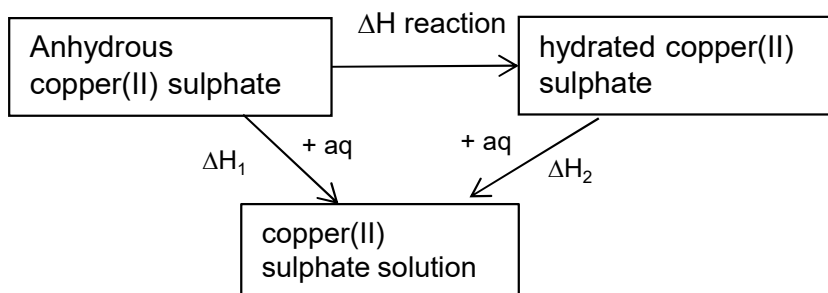 ΔH reaction
Anhydrous
copper(II) sulphate
hydrated copper(II)
sulphate
ΔH₁
+ aq
+ aq
ΔH₂
copper(II)
sulphate solution